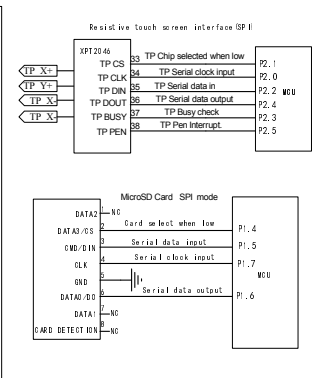 Resistive touch screen interface(SPI)
XPT2046
TP X+
TP Y+
TP X-
TP X-
TP CS 33 TP Chip selected when low P2.1
TP CLK 34 TP Serial clock input P2.0
TP DIN 35 TP Serial data in P2.2 MCU
TP DOUT 36 TP Serial data output P2.4
TP BUSY 37 TP Busy check P2.3
TP PEN 38 TP Pen Interrupt. P2.5
MicroSD Card SPI mode
DATA2 1 NC
DATA3/CS 2 Card select when low P1.4
CMD/DIN 3 Serial data input P1.5
CLK 4 Serial clock input P1.7
GND 5 MCU
DATA0/DO 6 Serial data output P1.6
DATA1 7 NC
CARD DETECTION 8 NC